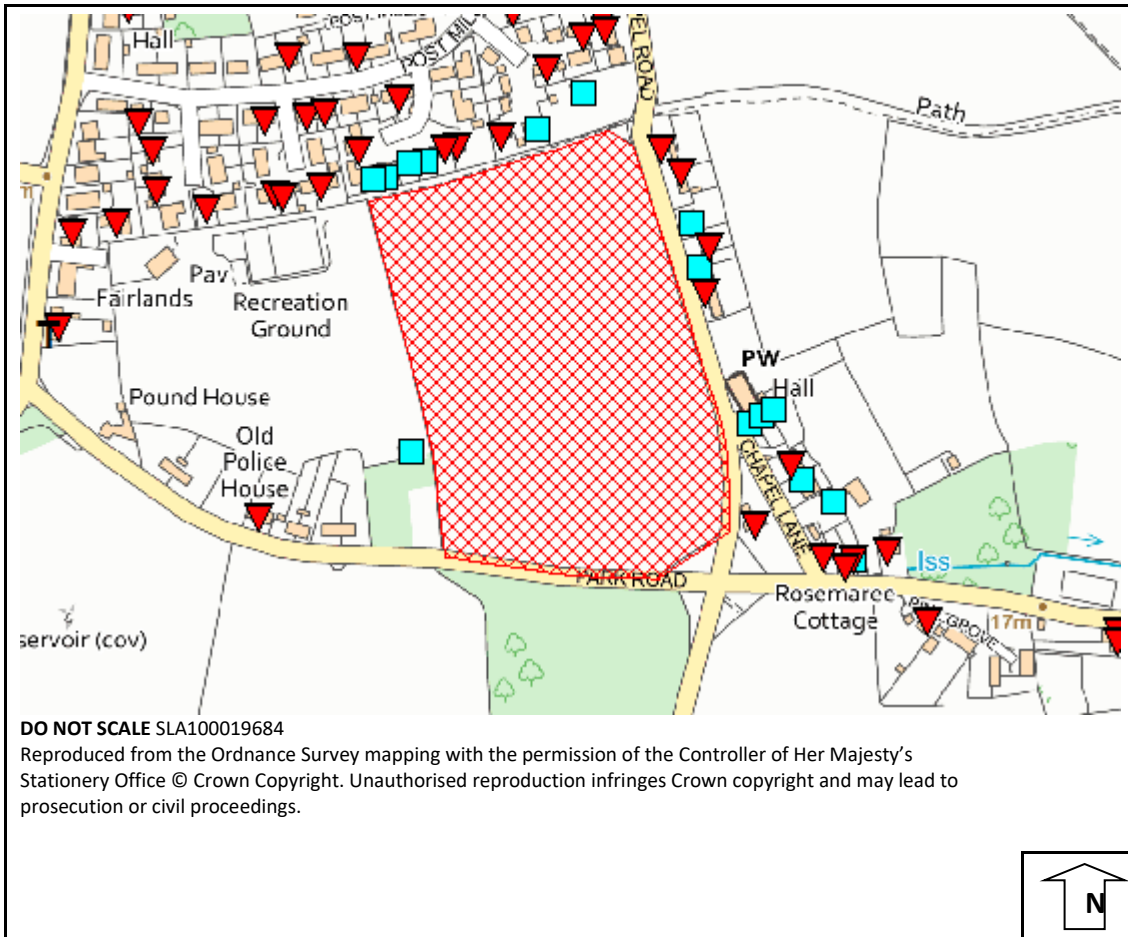 Hall
POST MILL
EL ROAD
Path
Pav
Fairlands
Recreation
Ground
PW
Hall
Pound House
Old
Police
House
CHAPEL LANE
Iss
PARK ROAD
Rosemaree
Cottage
GROVE
17m
servoir (cov)
DO NOT SCALE SLA100019684
Reproduced from the Ordnance Survey mapping with the permission of the Controller of Her Majesty's
Stationery Office © Crown Copyright. Unauthorised reproduction infringes Crown copyright and may lead to
prosecution or civil proceedings.
N